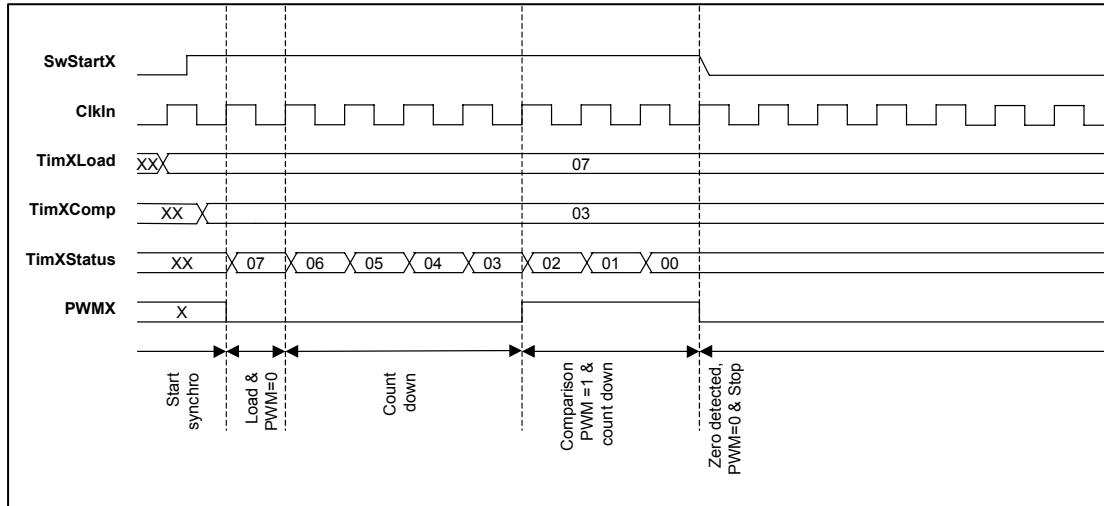 SwStartX
ClkIn
TimXLoad
XX
07
TimXComp
XX
03
TimXStatus
XX
07
06
05
04
03
02
01
00
PWMX
X
Start
synchro
Load &
PWM=0
Count
down
Comparison
PWM =1 &
count down
Zero detected,
PWM=0 & Stop